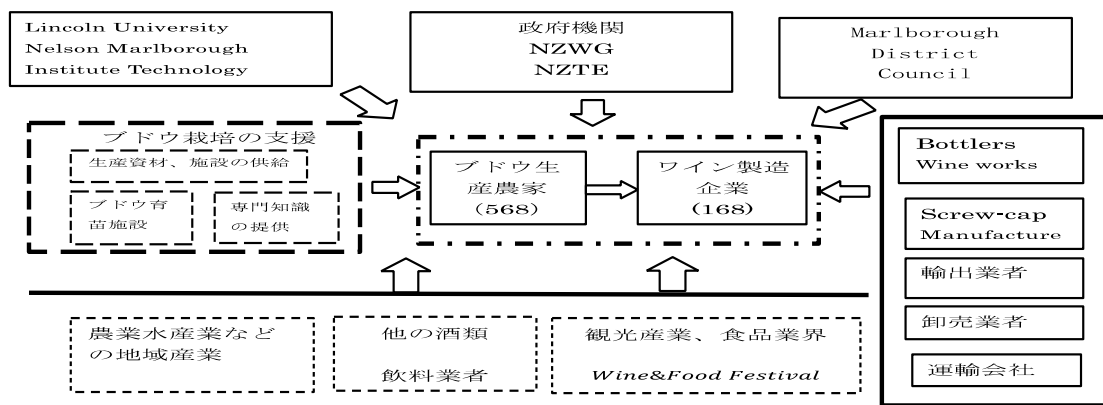 Lincoln University
Nelson Marlborough
Institute Technology
政府機関
NZWG
NZTE
Marlborough
District
Council
ブドウ栽培の支援
生産資材、施設の供給
ブドウ育
苗施設
専門知識
の提供
ブドウ生
産農家
(568)
ワイン製造
企業
(168)
Bottlers
Wine works
Screw-cap
Manufacture
輸出業者
卸売業者
運輸会社
農業水産業など
の地域産業
他の酒類
飲料業者
観光産業、食品業界
Wine&Food Festival